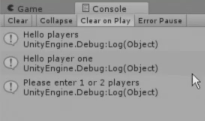 Game
Console
Clear Collapse Clear on Play Error Pause
Hello players
UnityEngine.Debug:Log(Object)
Hello player one
UnityEngine.Debug:Log(Object)
Please enter 1 or 2 players
UnityEngine.Debug:Log(Object)